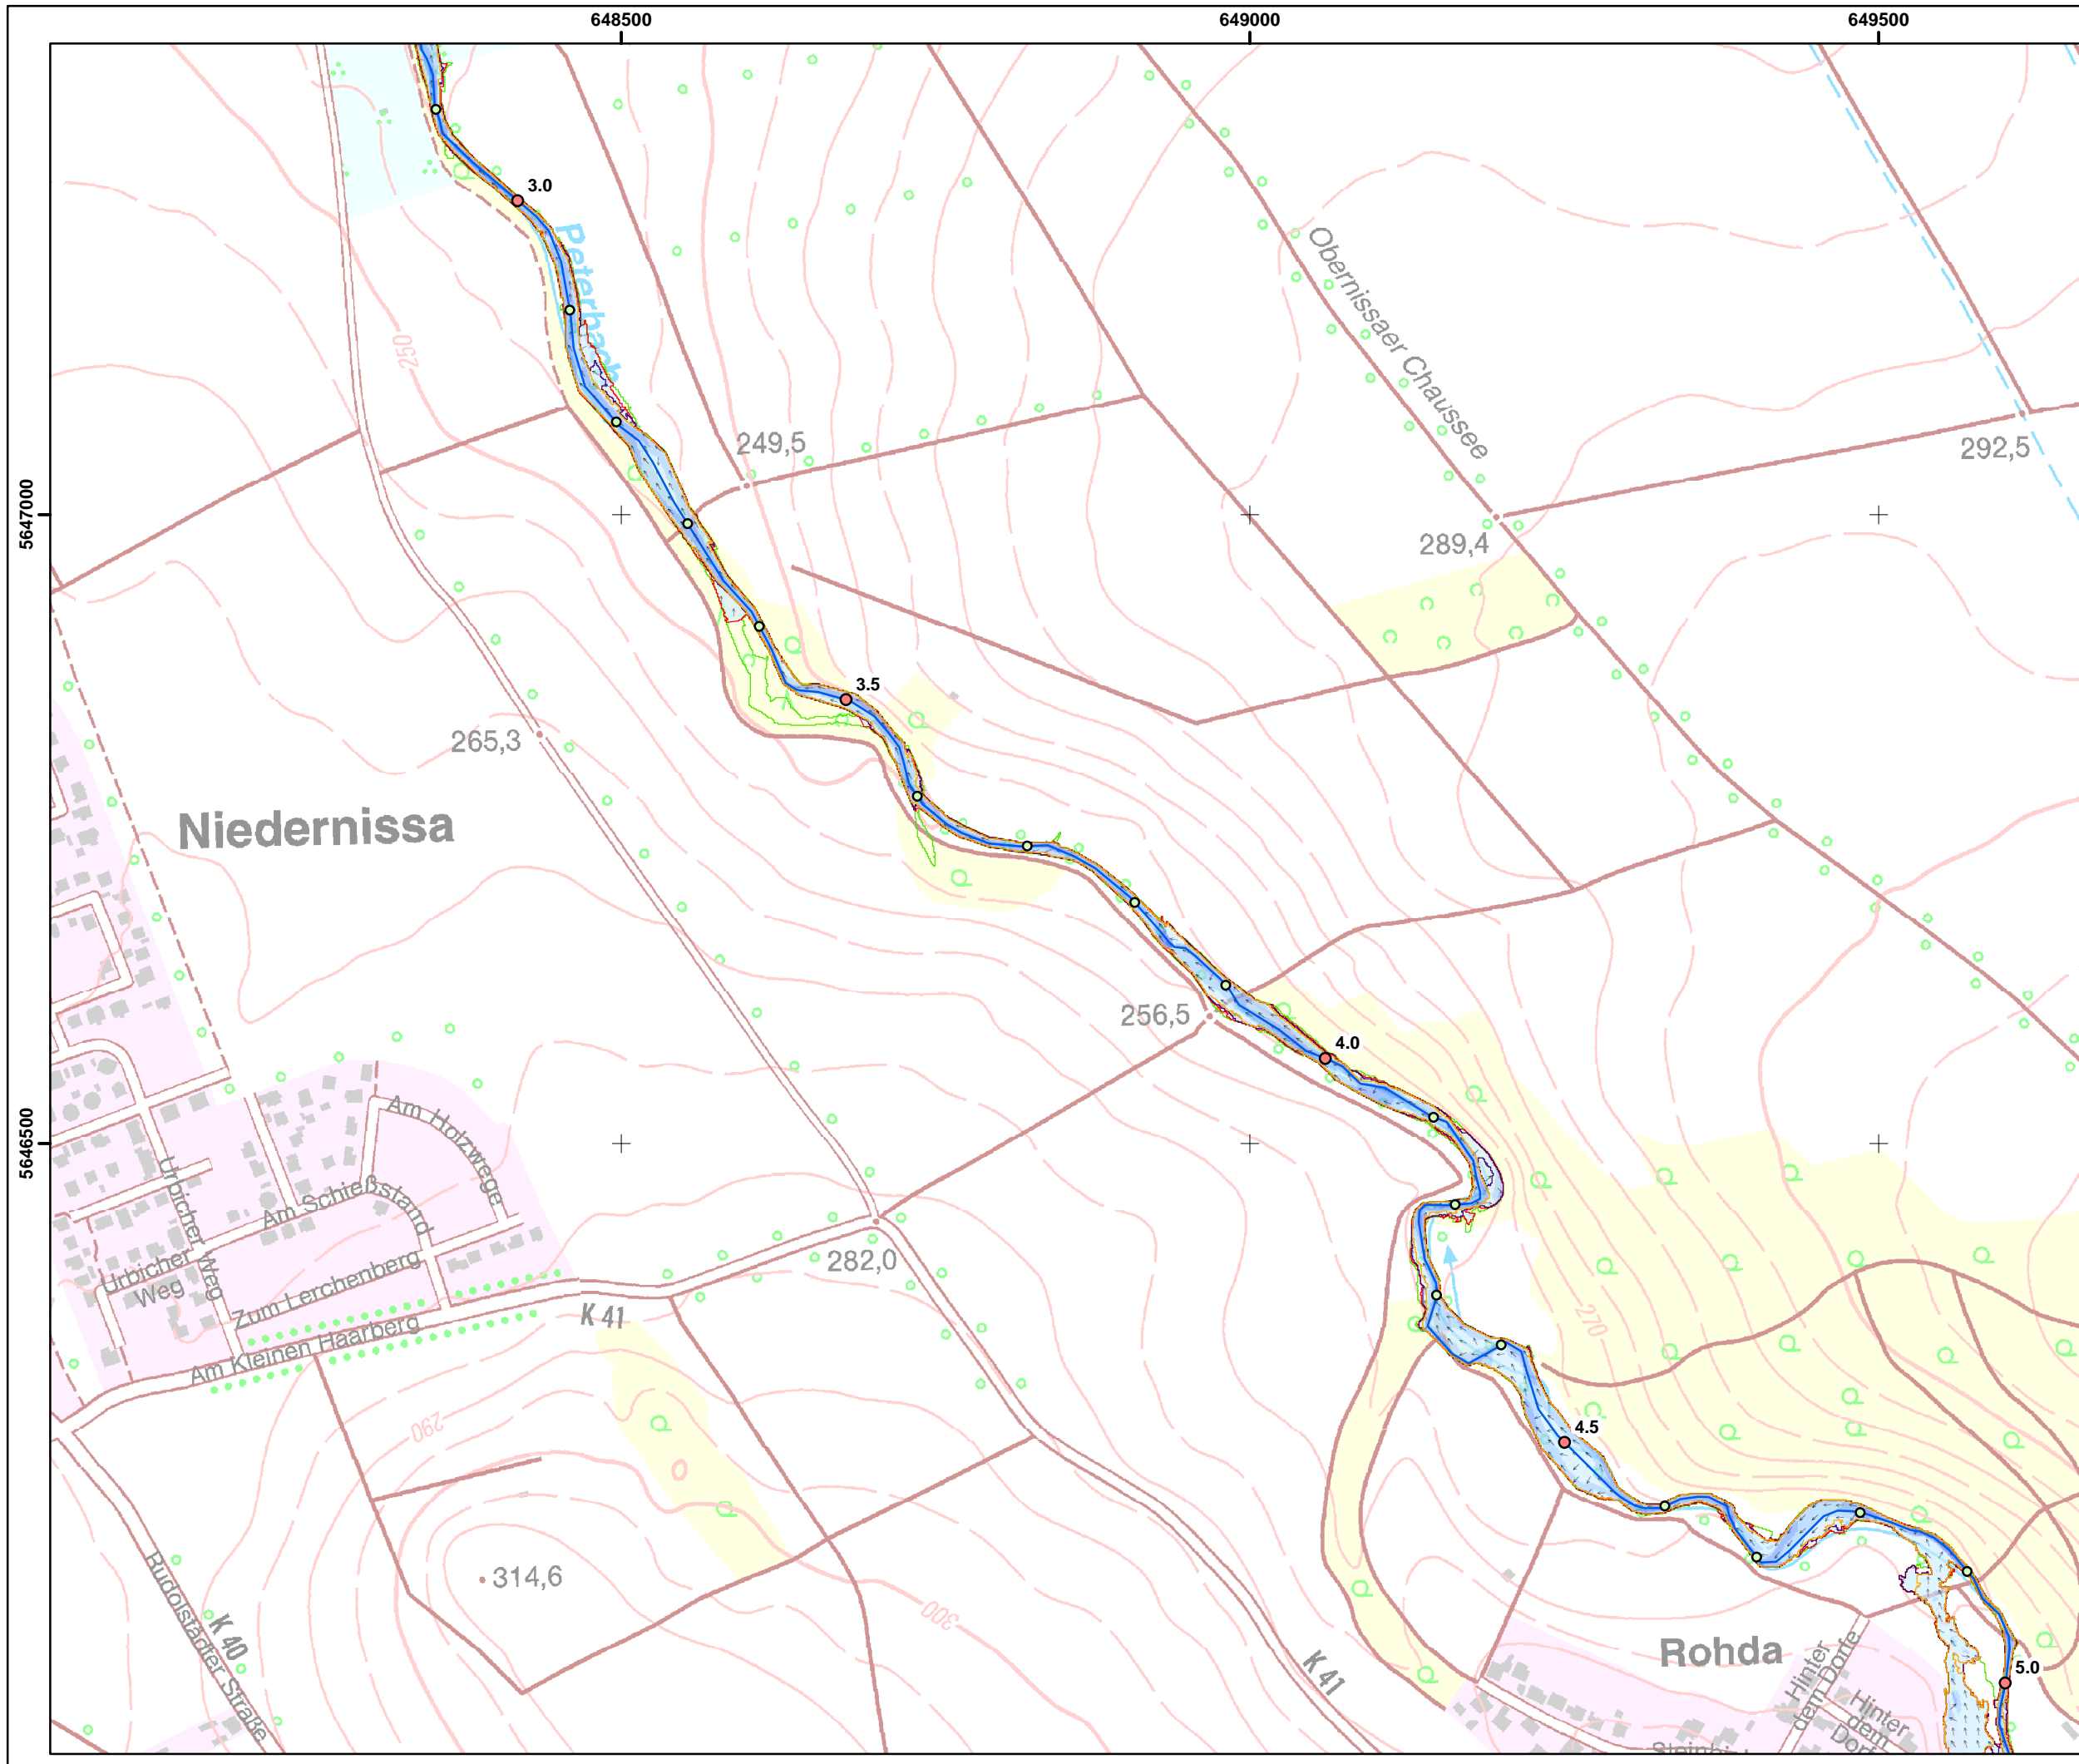 648500
649000
649500
3.0
Peterbach
Obernissaer Chaussee
250
249,5
292,5
5647000
289,4
3.5
265,3
Niedernissa
256,5
4.0
Am Holzwege
5646500
Urbicher Weg
Am Schießstand
282,0
Urbicher
Weg
Zum Lerchenberg
K 41
270
Am Kleinen Haarberg
290
4.5
314,6
300
Rudolstädter Straße
K 40
K 41
Rohda
Hinter
dem Dorfe
5.0
Hinter
dem